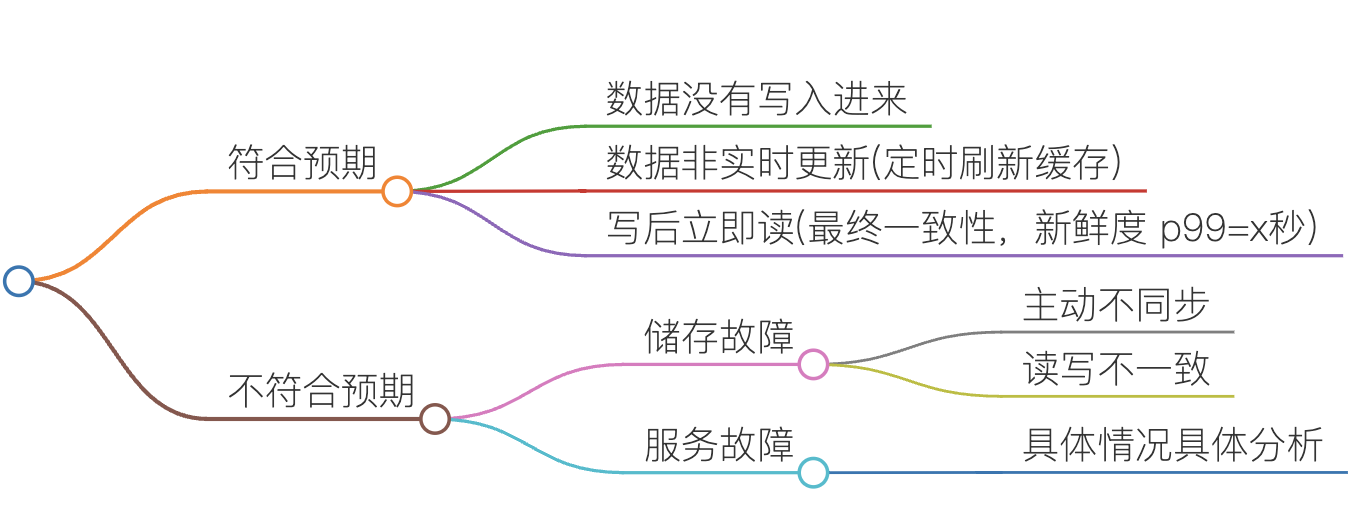 数据没有写入进来
符合预期
数据非实时更新(定时刷新缓存)
写后立即读(最终一致性，新鲜度 p99=x秒)
主动不同步
储存故障
读写不一致
不符合预期
服务故障
具体情况具体分析